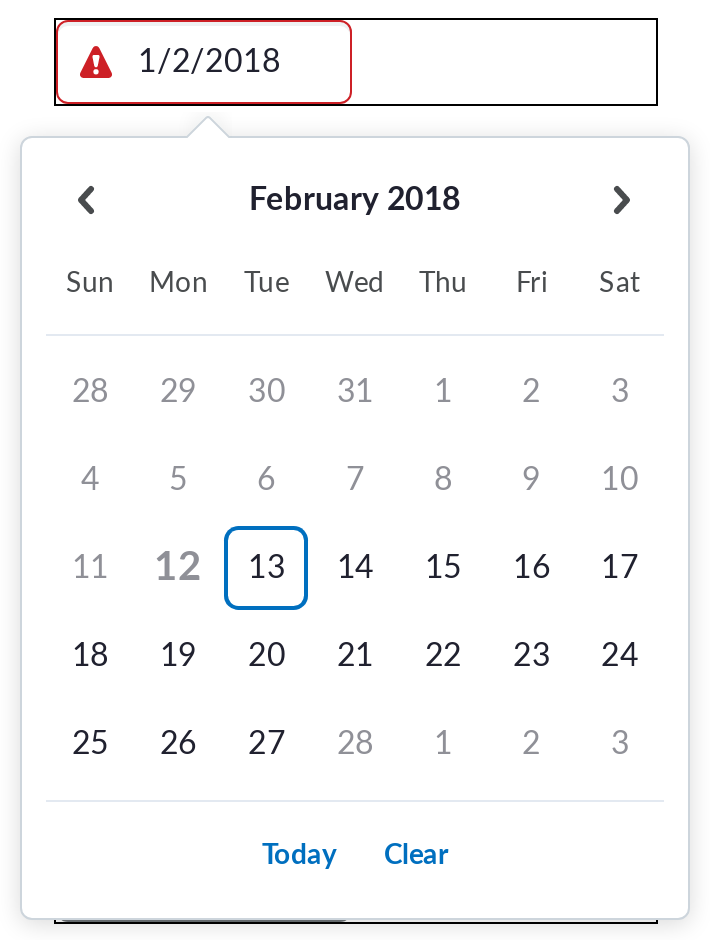 1/2/2018
February 2018
Sun Mon Tue Wed Thu Fri Sat
28 29 30 31 1 2 3
4 5 6 7 8 9 10
11 12 13 14 15 16 17
18 19 20 21 22 23 24
25 26 27 28 1 2 3
Today Clear